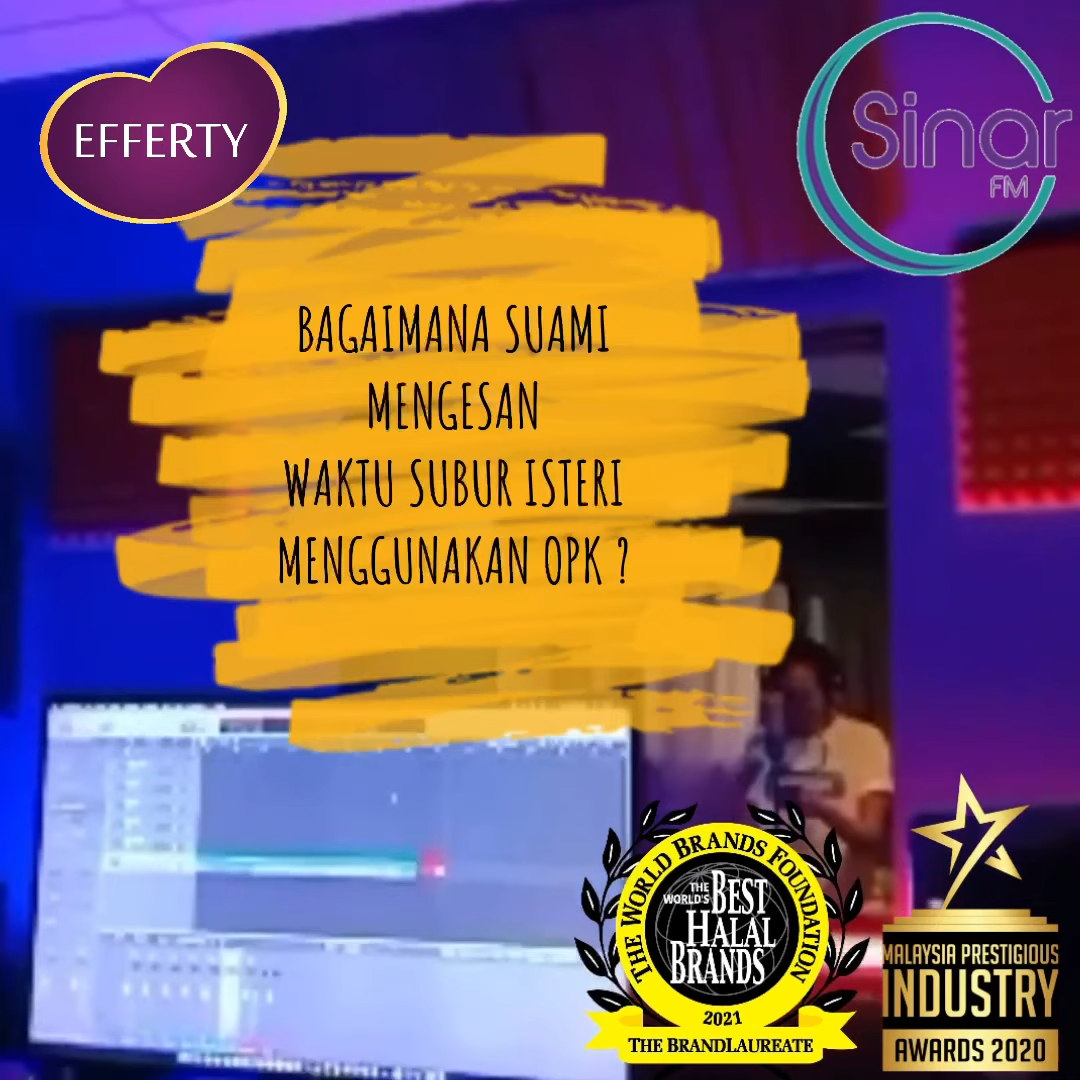 EFFERTY
Sinar
FM
BAGAIMANA SUAMI
MENGESAN
WAKTU SUBUR ISTERI
MENGGUNAKAN OPK ?
THE WORLD BRANDS FOUNDATION
THE WORLD'S BEST
HALAL
BRANDS
2021
THE BRANDLAUREATE
MALAYSIA PRESTIGIOUS
INDUSTRY
AWARDS 2020